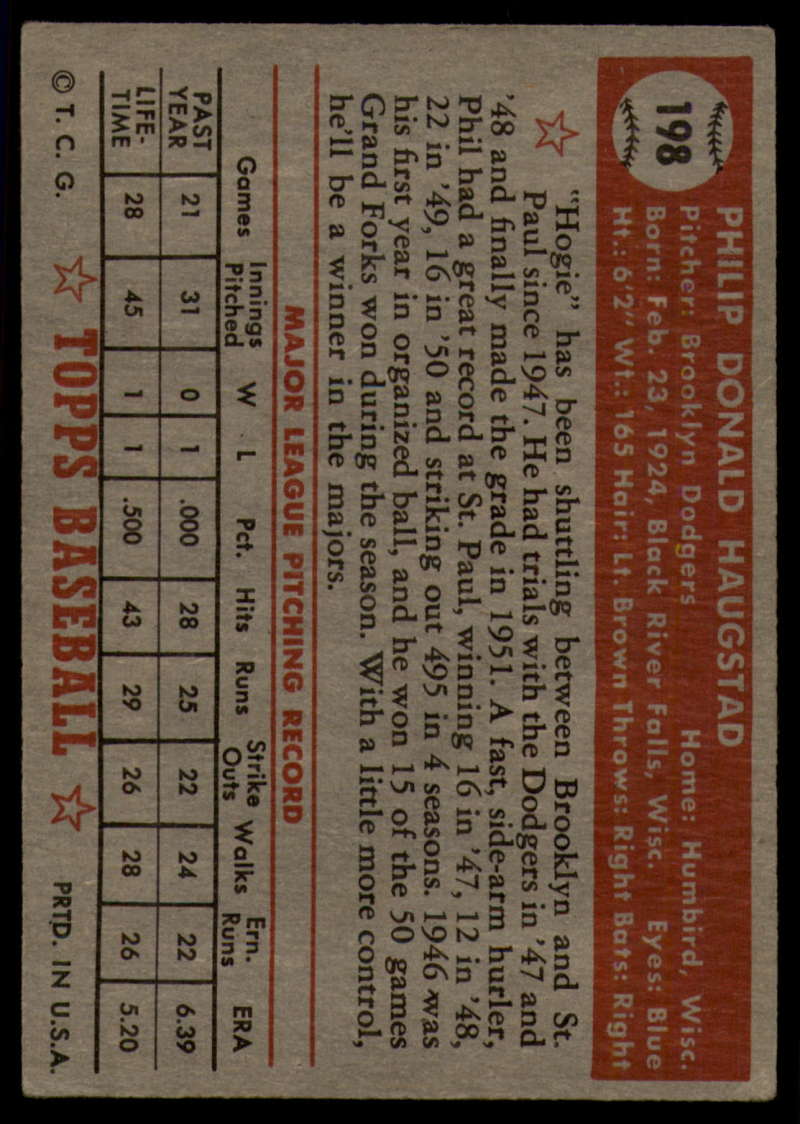 198
PHILIP DONALD HAUGSTAD
Pitcher: Brooklyn Dodgers Home: Humbird, Wisc.
Born: Feb. 23, 1924, Black River Falls, Wisc. Eyes: Blue
Ht.: 6'2" Wt.: 165 Hair: Lt. Brown Throws: Right Bats: Right
"Hogie" has been shuttling between Brooklyn and St.
Paul since 1947. He had trials with the Dodgers in '47 and
'48 and finally made the grade in 1951. A fast, side-arm hurler,
Phil had a great record at St. Paul, winning 16 in '47, 12 in '48,
22 in '49, 16 in '50 and striking out 495 in 4 seasons. 1946 was
his first year in organized ball, and he won 15 of the 50 games
Grand Forks won during the season. With a little more control,
he'll be a winner in the majors.
MAJOR LEAGUE PITCHING RECORD
Games Innings Pitched W L Pct. Hits Runs Strike Outs Walks Ern. Runs ERA
PAST YEAR 21 31 0 1 .000 28 25 22 24 22 6.39
LIFE-TIME 28 45 1 1 .500 43 29 26 28 26 5.20
© T. C. G. TOPPS BASEBALL PRTD. IN U.S.A.